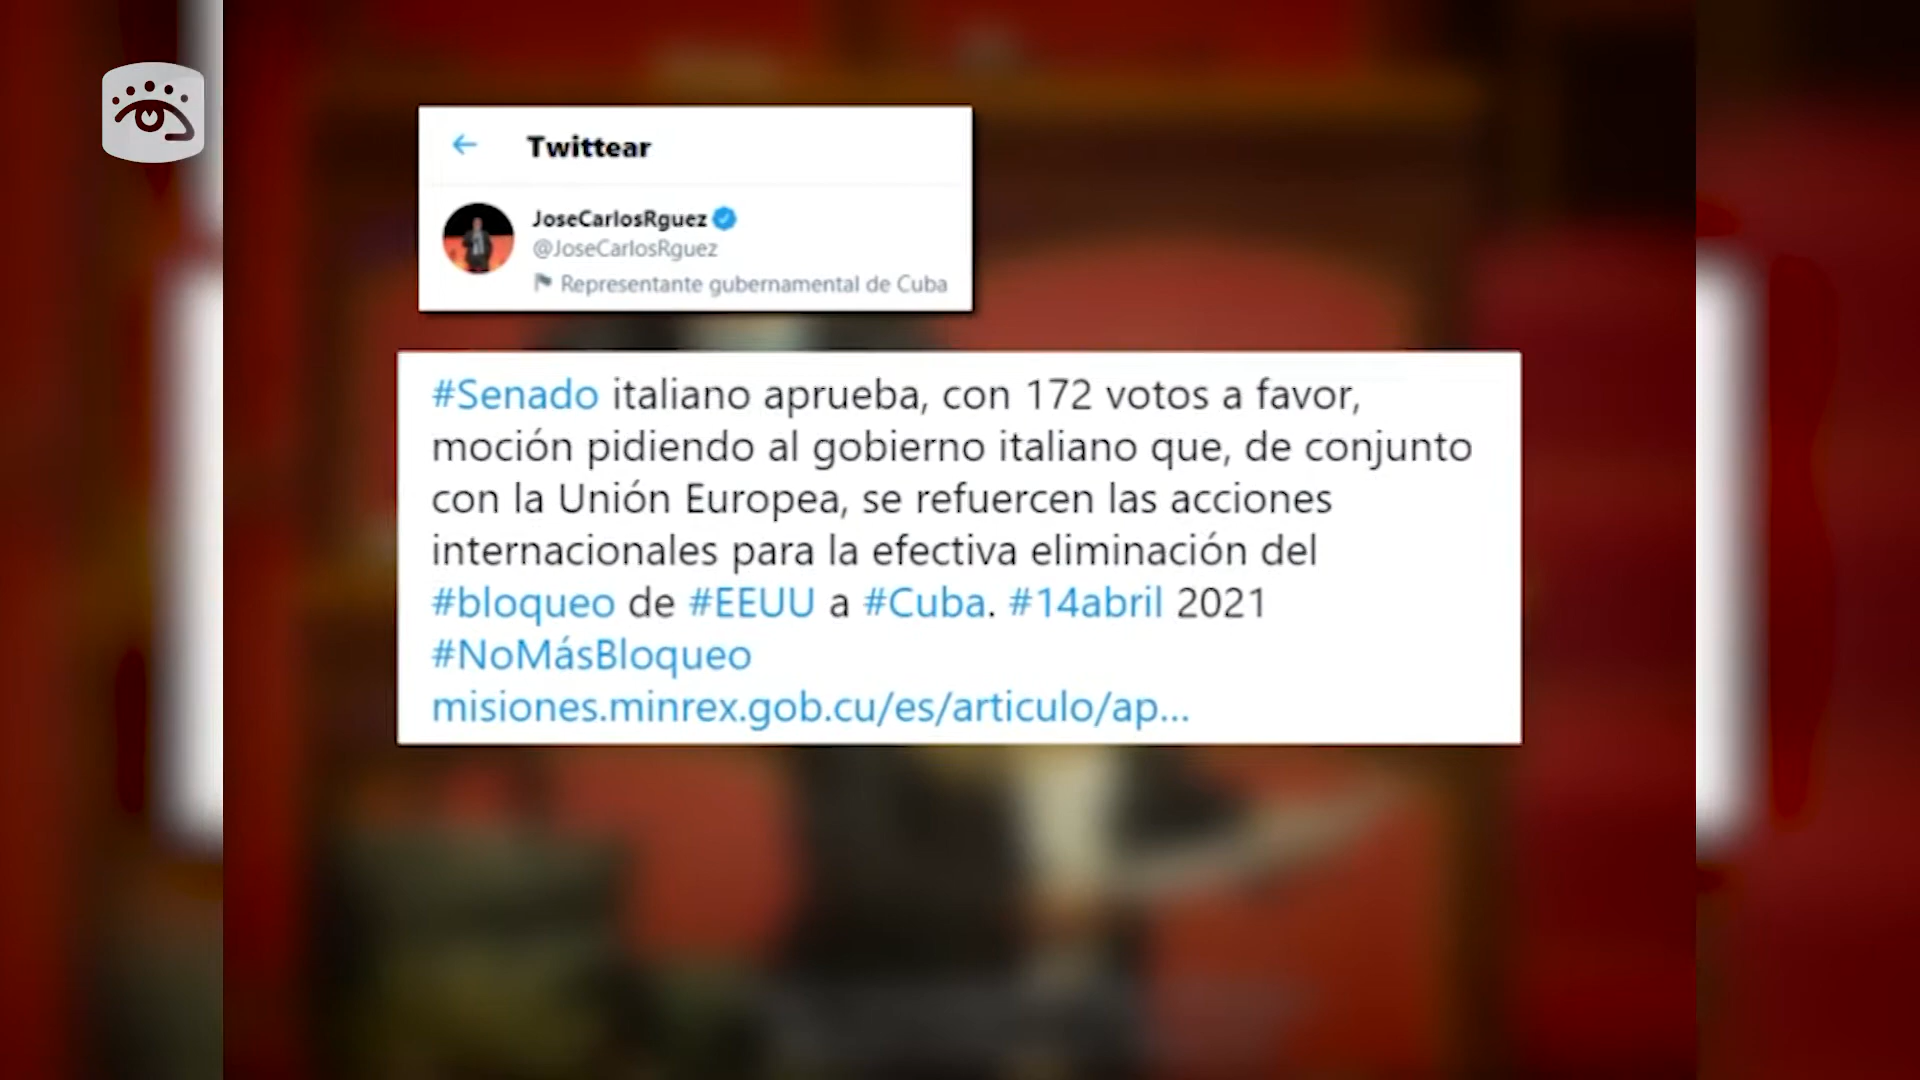 Twittear
JoseCarlosRguez
@JoseCarlosRguez
Representante gubernamental de Cuba
#Senado italiano aprueba, con 172 votos a favor,
moción pidiendo al gobierno italiano que, de conjunto
con la Unión Europea, se refuercen las acciones
internacionales para la efectiva eliminación del
#bloqueo de #EEUU a #Cuba. #14abril 2021
#NoMásBloqueo
misiones.minrex.gob.cu/es/articulo/ap...